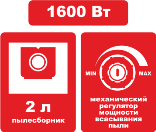 1600 Вт
2 л
пылесборник
MIN
MAX
механический
регулятор
мощности
всасывания
пыли